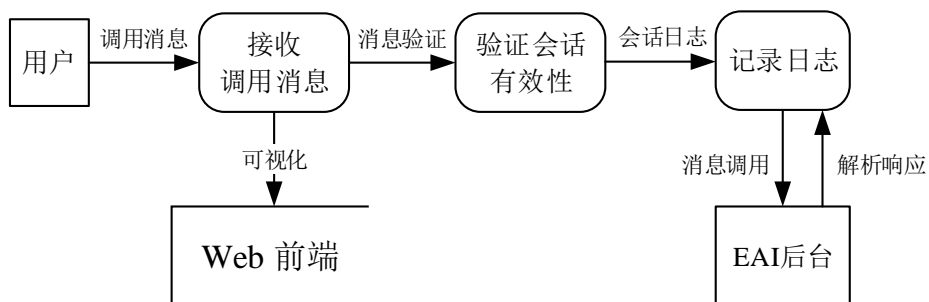 用户
调用消息
接收
调用消息
消息验证
验证会话
有效性
会话日志
记录日志
可视化
消息调用
解析响应
Web 前端
EAI后台